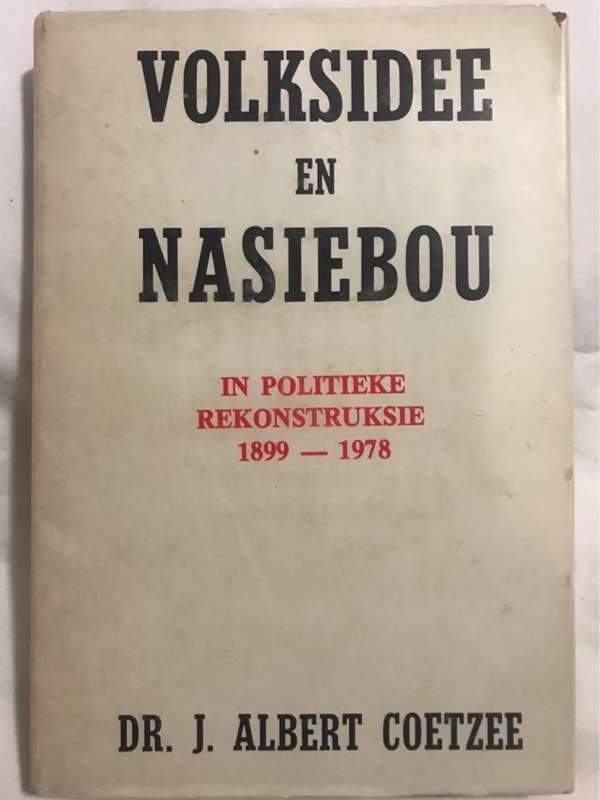 VOLKSIDEE
EN
NASIEBOU
IN POLITIEKE
REKONSTRUKSIE
1899 — 1978
DR. J. ALBERT COETZEE